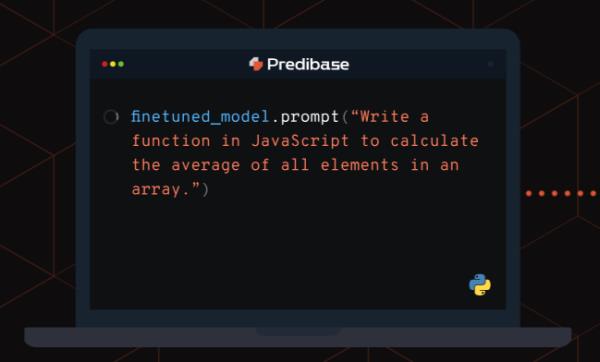 Predibase
finetuned_model.prompt(“Write a
function in JavaScript to calculate
the average of all elements in an
array.”)